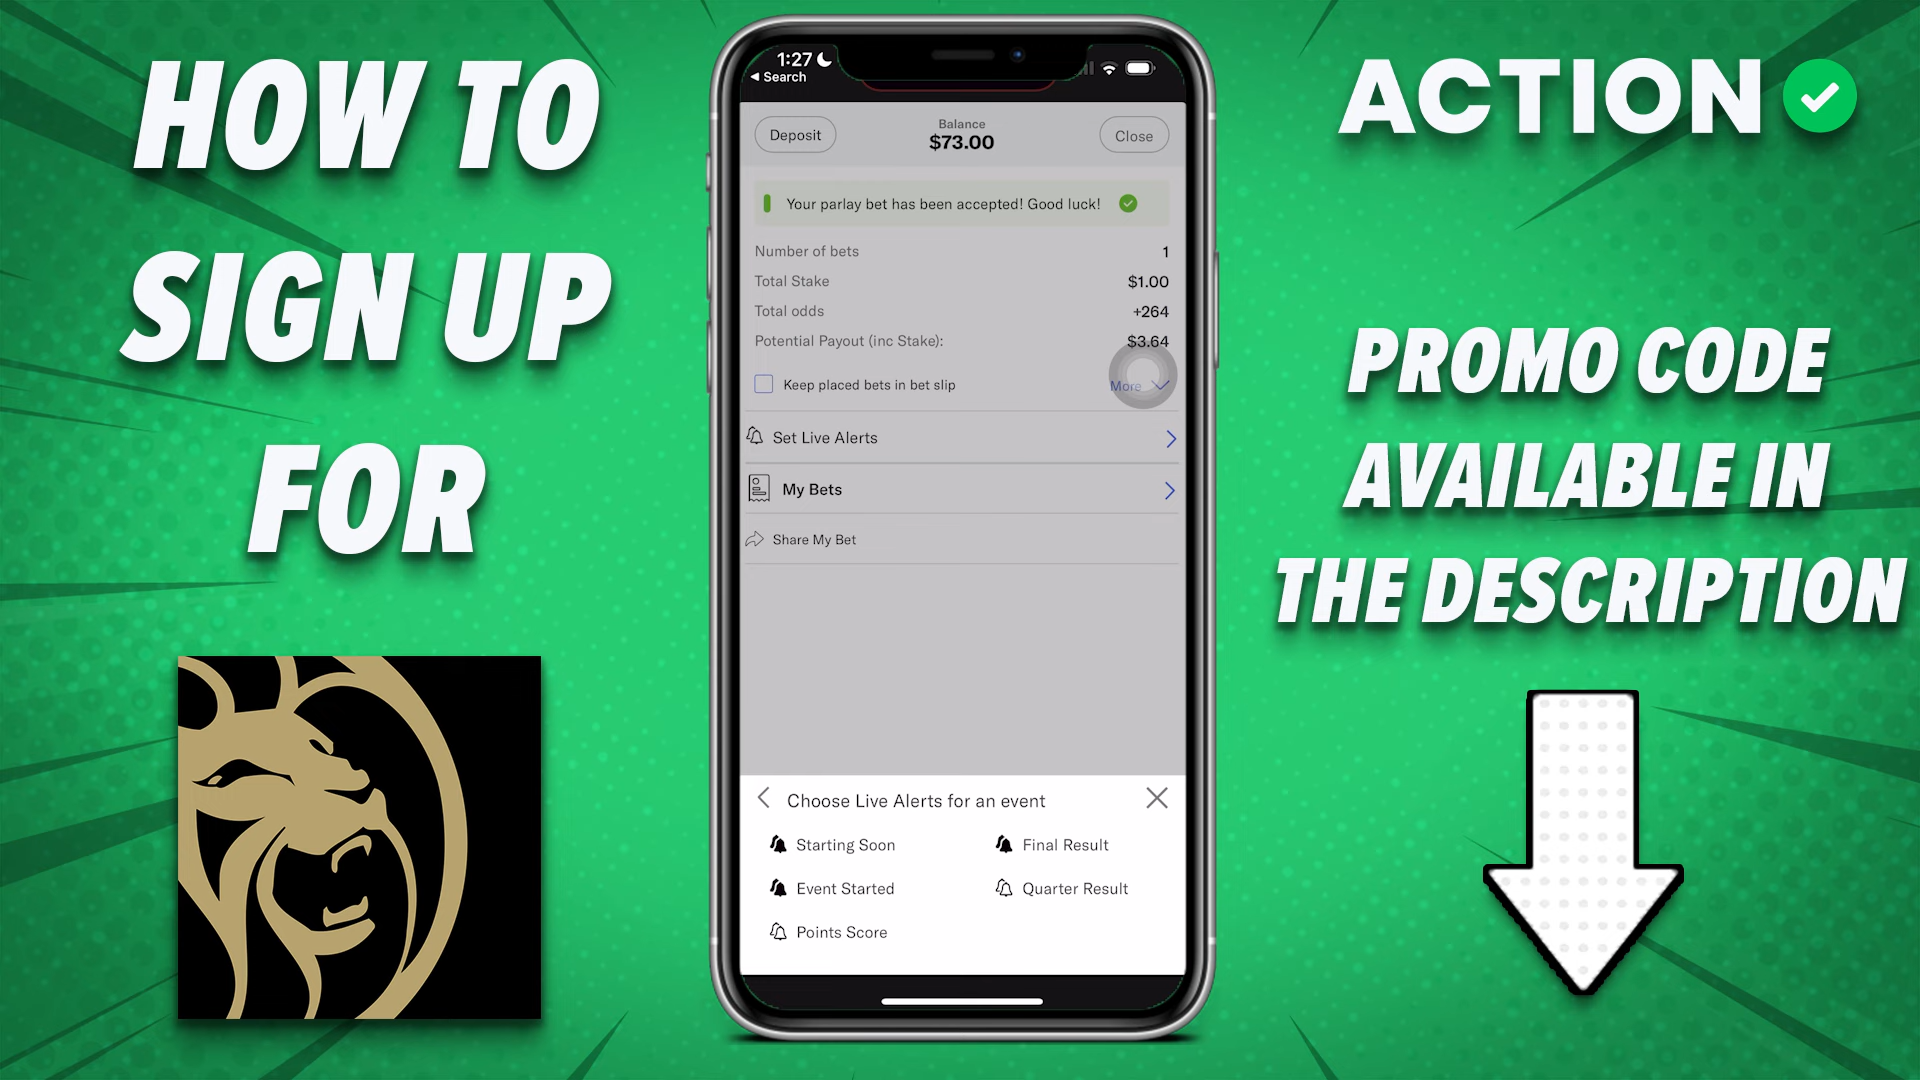 HOW TO
SIGN UP
FOR
1:27
Search
Deposit
Balance
$73.00
Close
Your parlay bet has been accepted! Good luck!
Number of bets 1
Total Stake $1.00
Total odds +264
Potential Payout (inc Stake): $3.64
Keep placed bets in bet slip More
Set Live Alerts
My Bets
Share My Bet
Choose Live Alerts for an event
Starting Soon Final Result
Event Started Quarter Result
Points Score
ACTION
PROMO CODE
AVAILABLE IN
THE DESCRIPTION